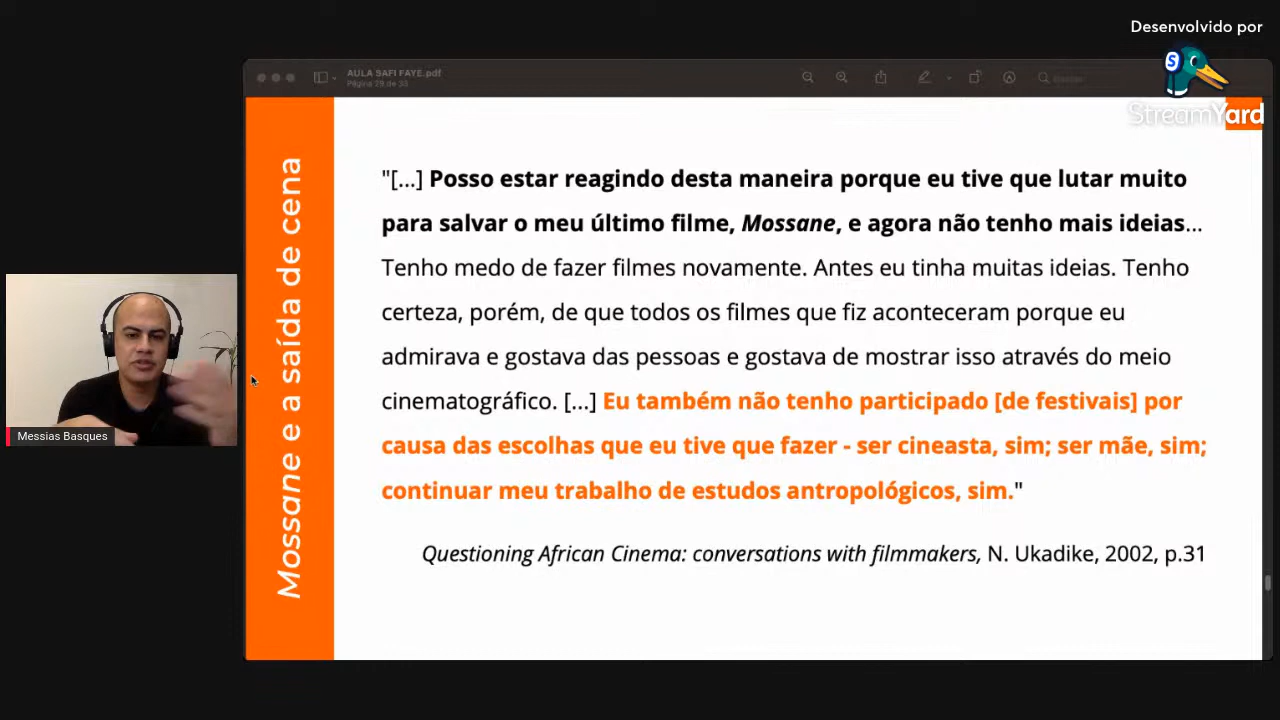 Desenvolvido por
StreamYard
AULA SAFI FAYE.pdf
Página 29 de 33
Buscar
Mossane e a saída de cena
"[...] Posso estar reagindo desta maneira porque eu tive que lutar muito
para salvar o meu último filme, Mossane, e agora não tenho mais ideias...
Tenho medo de fazer filmes novamente. Antes eu tinha muitas ideias. Tenho
certeza, porém, de que todos os filmes que fiz aconteceram porque eu
admirava e gostava das pessoas e gostava de mostrar isso através do meio
cinematográfico. [...] Eu também não tenho participado [de festivais] por
causa das escolhas que eu tive que fazer - ser cineasta, sim; ser mãe, sim;
continuar meu trabalho de estudos antropológicos, sim."
Questioning African Cinema: conversations with filmmakers, N. Ukadike, 2002, p.31
Messias Basques